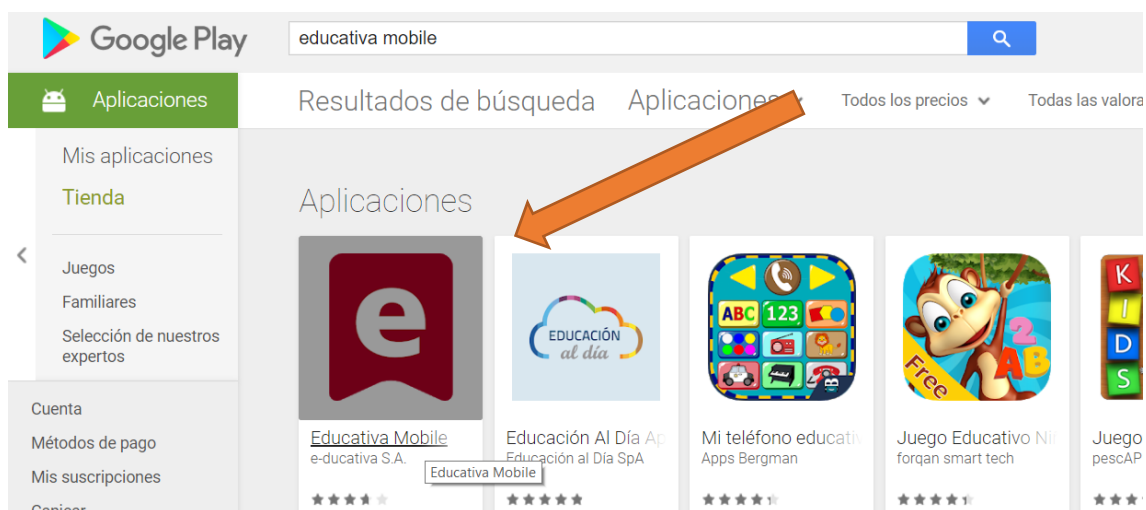 Google Play
educativa mobile
Aplicaciones
Resultados de búsqueda
Aplicaciones
Todos los precios
Todas las valora
Mis aplicaciones
Tienda
Juegos
Familiares
Selección de nuestros
expertos
Cuenta
Métodos de pago
Mis suscripciones
Canjear
Aplicaciones
e
Educativa Mobile
e-ducativa S.A.
Educativa Mobile
EDUCACIÓN
al día
Educación Al Día Ap
Educación al Día SpA
ABC 123
Mi teléfono educativ
Apps Bergman
2
AB
Free
Juego Educativo Ni
forqan smart tech
K
I
D
S
Juego
pescAP